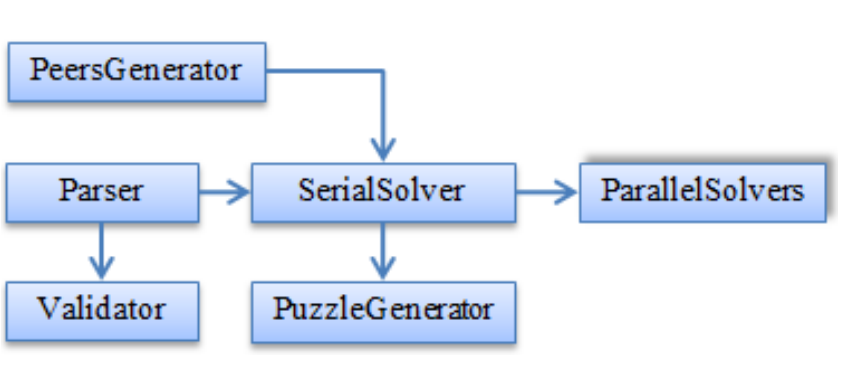 PeersGenerator
Parser
SerialSolver
ParallelSolvers
Validator
PuzzleGenerator